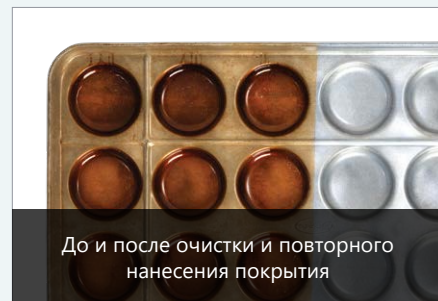 До и после очистки и повторного
нанесения покрытия